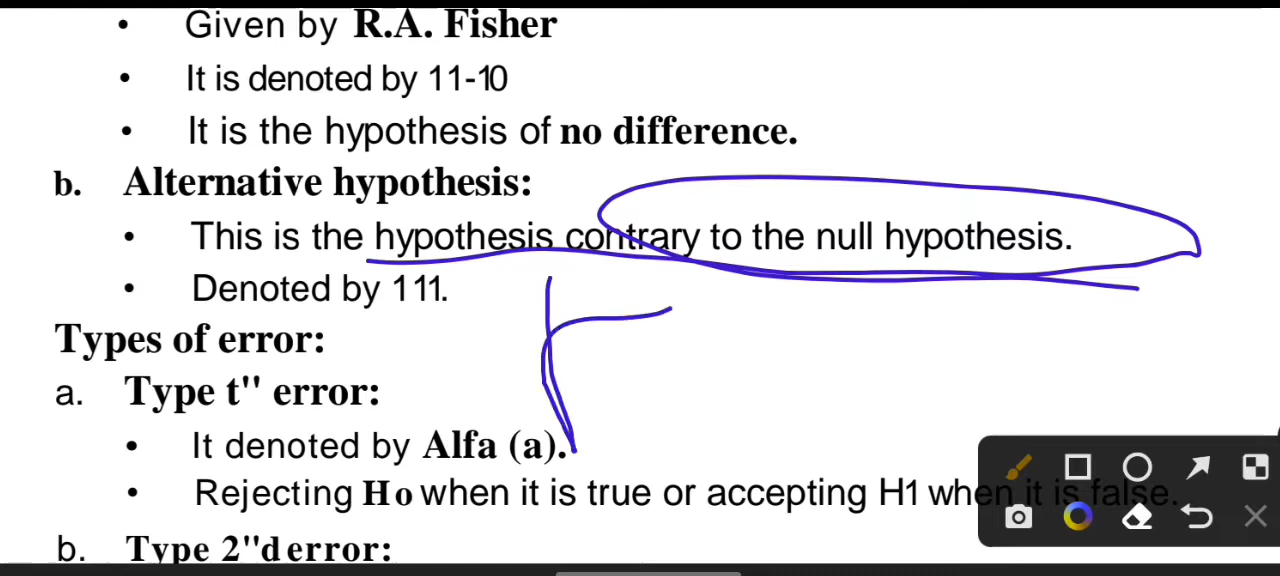 • Given by R.A. Fisher
• It is denoted by 11-10
• It is the hypothesis of no difference.
b. Alternative hypothesis:
• This is the hypothesis contrary to the null hypothesis.
• Denoted by 111.
Types of error:
a. Type t" error:
• It denoted by Alfa (a).
• Rejecting Ho when it is true or accepting H1 when it is false.
b. Type 2"d error: